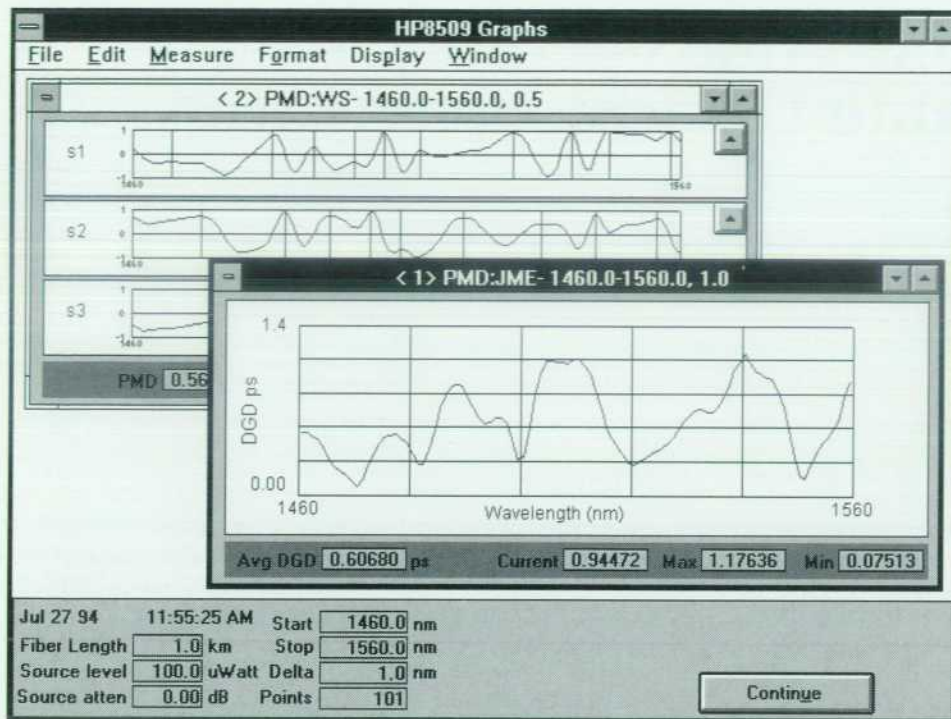 HP8509 Graphs
File Edit Measure Format Display Window
< 2> PMD:WS- 1460.0-1560.0, 0.5
s1
1
0
-1
1460
1560
s2
1
0
-1
1460
s3
1
0
-1
1460
PMD 0.56
< 1> PMD:JME- 1460.0-1560.0, 1.0
1.4
DGD ps
0.00
1460
Wavelength (nm)
1560
Avg DGD 0.60680 ps Current 0.94472 Max 1.17636 Min 0.07513
Jul 27 94 11:55:25 AM Start 1460.0 nm
Fiber Length 1.0 km Stop 1560.0 nm
Source level 100.0 uWatt Delta 1.0 nm
Source atten 0.00 dB Points 101
Continue